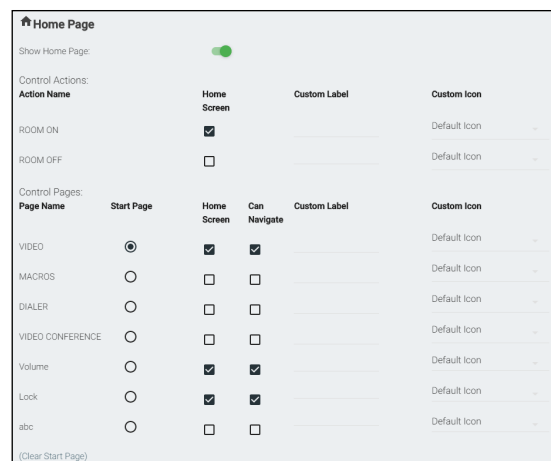 Home Page
Show Home Page:
Control Actions:
Action Name Home Screen Custom Label Custom Icon
ROOM ON Default Icon
ROOM OFF Default Icon
Control Pages:
Page Name Start Page Home Screen Can Navigate Custom Label Custom Icon
VIDEO Default Icon
MACROS Default Icon
DIALER Default Icon
VIDEO CONFERENCE Default Icon
Volume Default Icon
Lock Default Icon
abc Default Icon
(Clear Start Page)